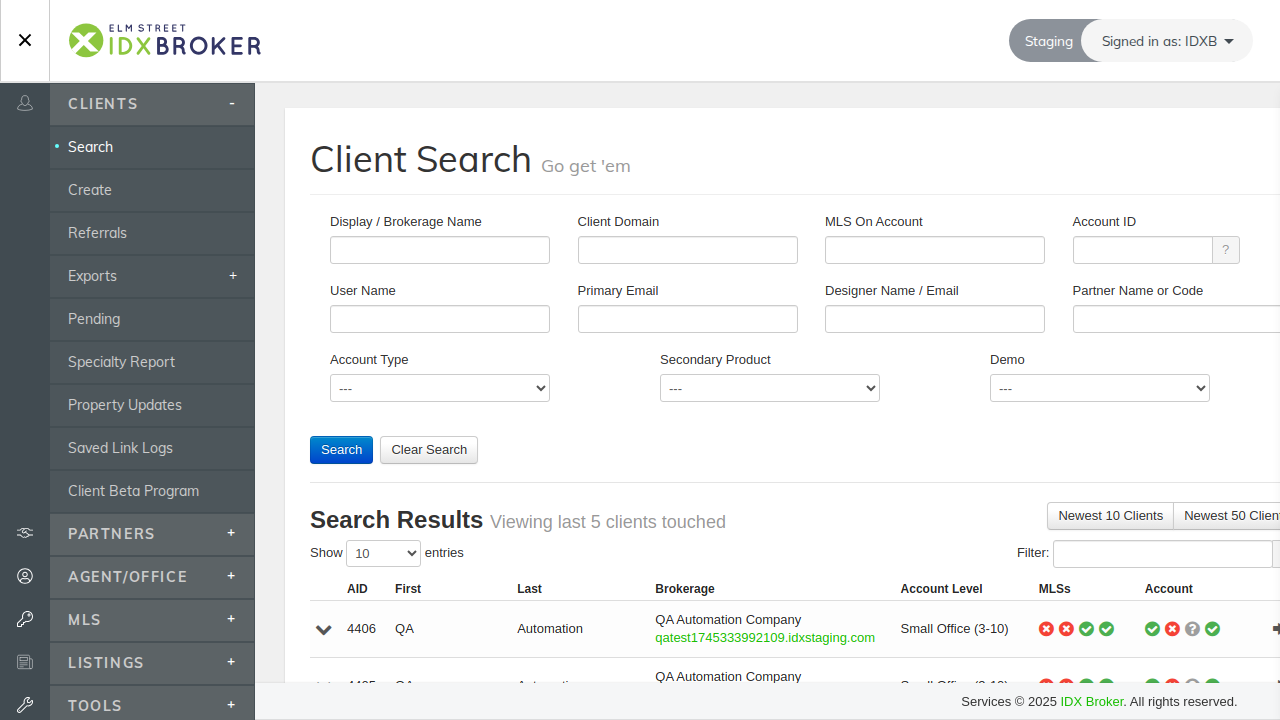 ELM STREET
IDXBROKER
Staging
Signed in as: IDXB
CLIENTS -
Search
Create
Referrals
Exports +
Pending
Specialty Report
Property Updates
Saved Link Logs
Client Beta Program
PARTNERS +
AGENT/OFFICE +
MLS +
LISTINGS +
TOOLS +
Client Search Go get 'em
Display / Brokerage Name Client Domain MLS On Account Account ID
?
User Name Primary Email Designer Name / Email Partner Name or Code
Account Type Secondary Product Demo
--- --- ---
Search Clear Search
Search Results Viewing last 5 clients touched
Newest 10 Clients Newest 50 Clien
Show 10 entries Filter:
AID First Last Brokerage Account Level MLSs Account
4406 QA Automation QA Automation Company Small Office (3-10)
qatest1745333992109.idxstaging.com
QA Automation Company
Services © 2025 IDX Broker. All rights reserved.